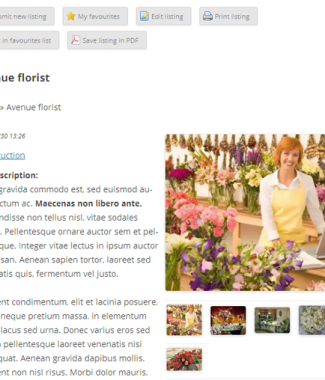 mit new listing My favourites Edit listing Print listing
in favourites list Save listing in PDF
ue florist
» Avenue florist
/30 13:26
uction
scription:
gravida commodo est, sed euismod au-
ctum ac. Maecenas non libero ante.
ndisse non tellus nisl, vitae sodales
. Pellentesque ornare auctor sem et pel-
que. Integer vitae lectus in ipsum auctor
san. Aenean sapien tortor, laoreet sed
atis quis, fermentum vel justo.
ent condimentum, elit et lacinia posuere,
neque pretium massa, in elementum
lacus sed urna. Donec varius eros sed
a pellentesque laoreet venenatis nisi
quat. Aenean gravida dapibus mollis.
ent non nisl risus. Morbi dolor mauris,